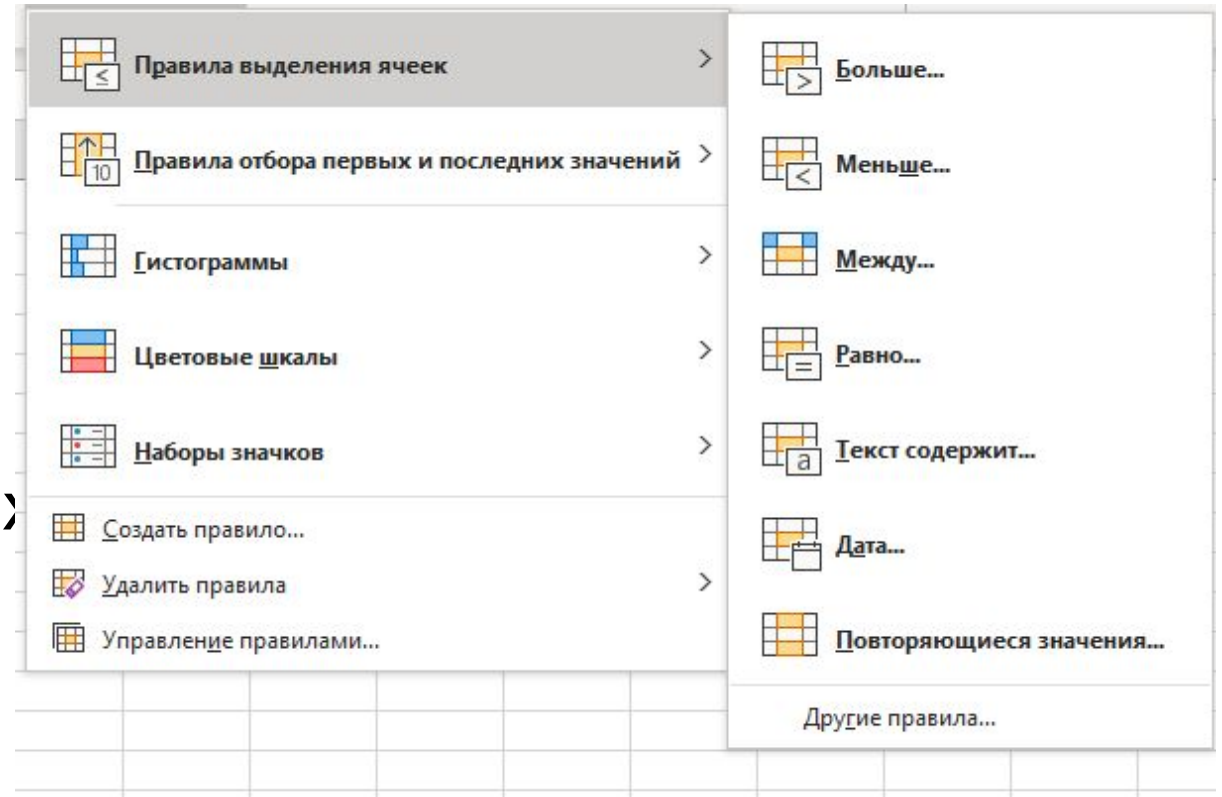 Правила выделения ячеек
Правила отбора первых и последних значений
10
Гистограммы
Цветовые шкалы
Наборы значков
Создать правило...
Удалить правила
Управление правилами...
Больше...
Меньше...
Между...
Равно...
a
Текст содержит...
Дата...
Повторяющиеся значения...
Другие правила...